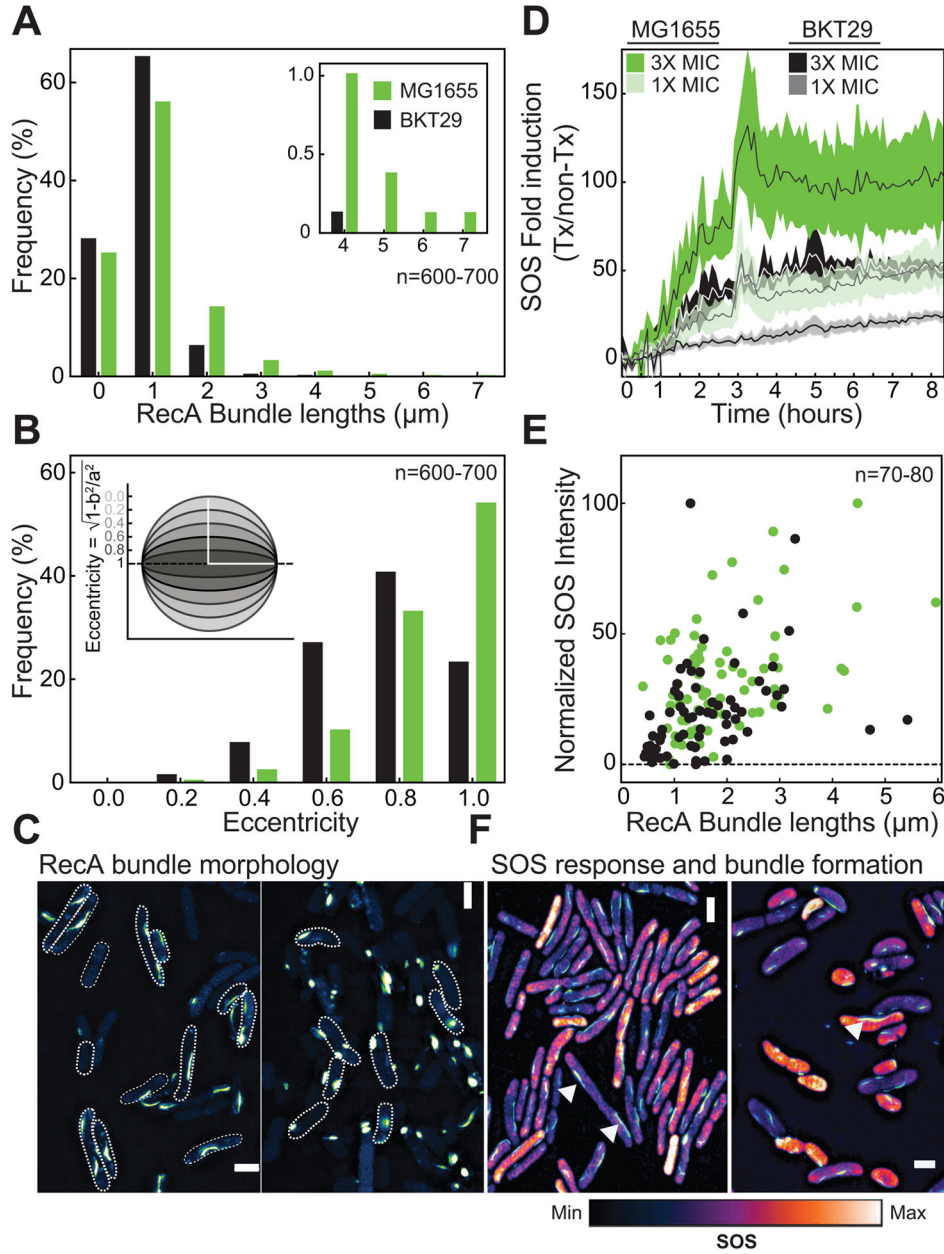 A
Frequency (%)
60
40
20
0
0 1 2 3 4 5 6 7
RecA Bundle lengths (µm)
1.0
0.5
0
4 5 6 7
MG1655
BKT29
n=600-700
B
Frequency (%)
60
40
20
0
0.0 0.2 0.4 0.6 0.8 1.0
Eccentricity
n=600-700
Eccentricity = √1-b²/a²
0.0
0.2
0.4
0.6
0.8
1
C
RecA bundle morphology
D
MG1655 BKT29
3X MIC 3X MIC
1X MIC 1X MIC
SOS Fold induction
(Tx/non-Tx)
150
100
50
0
0 1 2 3 4 5 6 7 8
Time (hours)
E
n=70-80
Normalized SOS Intensity
100
50
0
0 1 2 3 4 5 6
RecA Bundle lengths (µm)
F
SOS response and bundle formation
Min Max
SOS